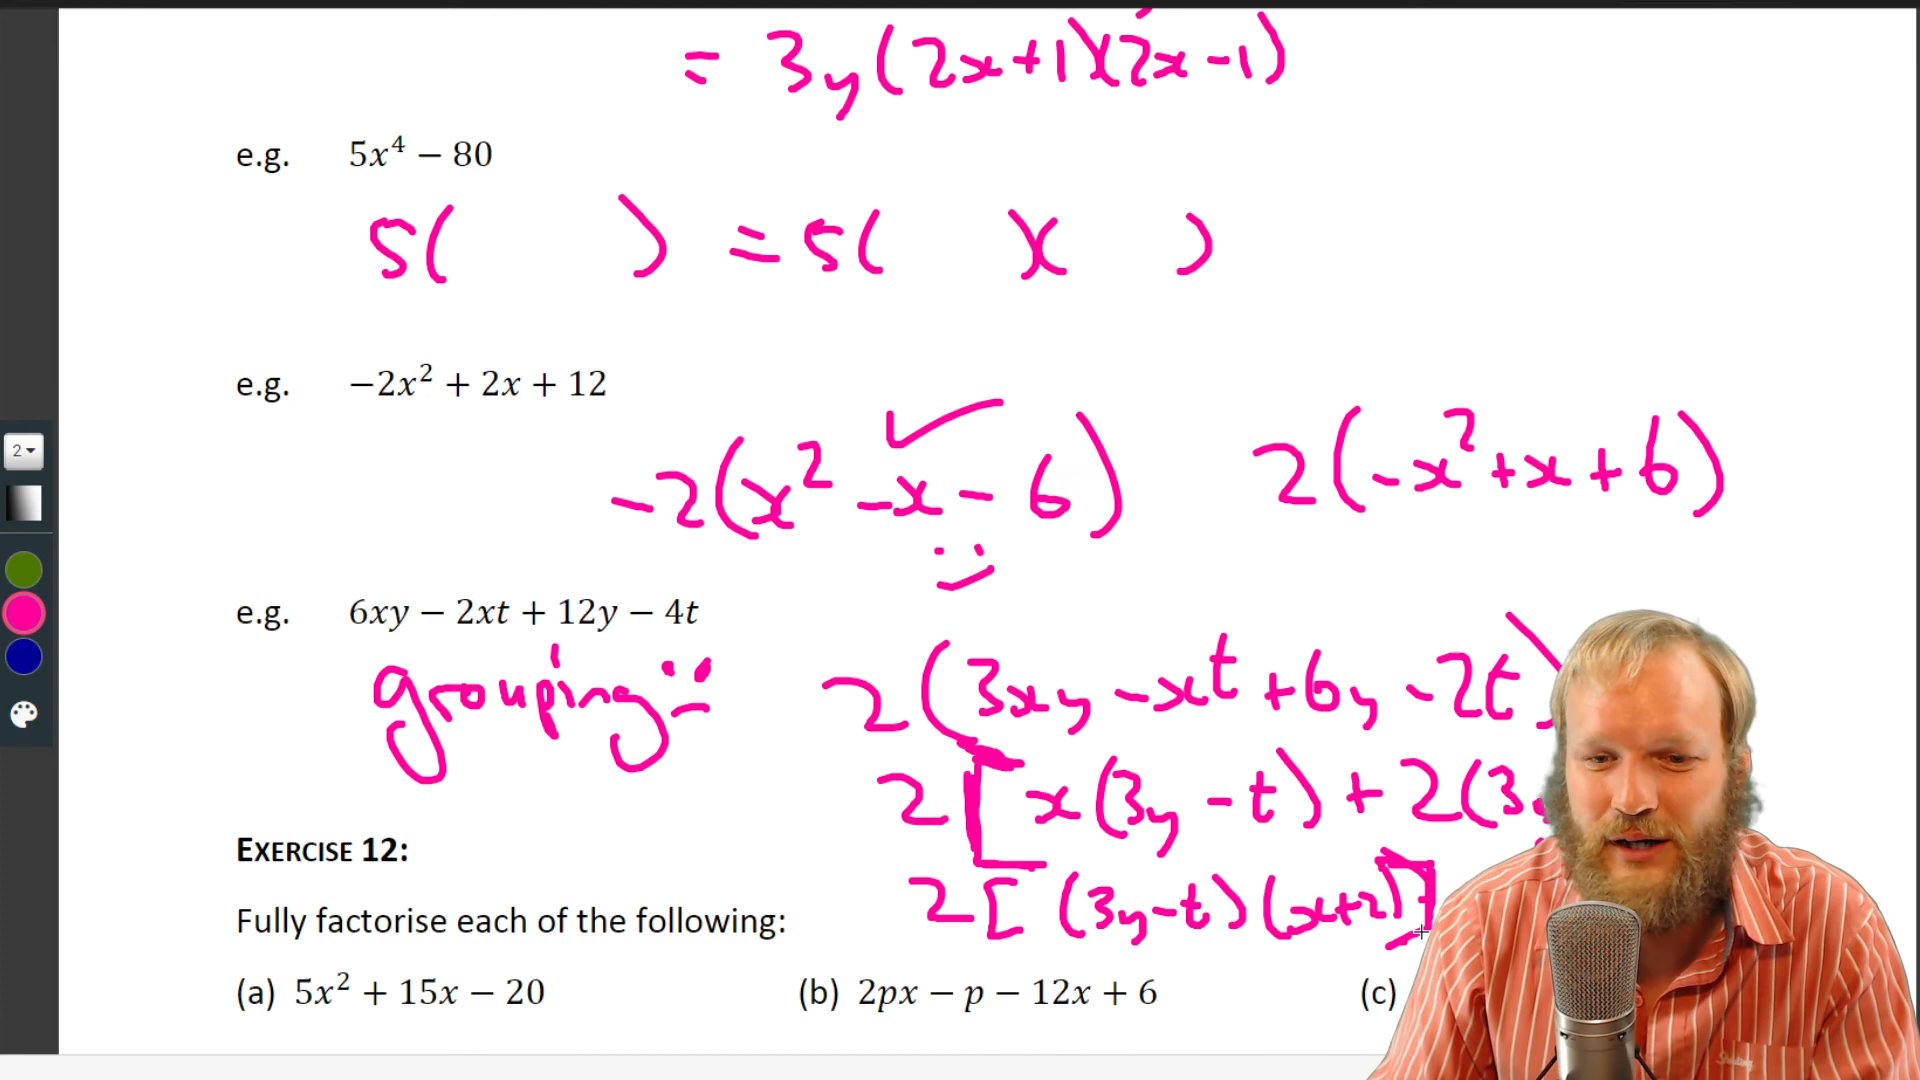 = 3y(2x+1)(2x-1)
e.g. 5x⁴ − 80
5( ) = 5( )( )
e.g. −2x² + 2x + 12
-2(x² -x - 6) 2(-x²+x+6)
e.g. 6xy − 2xt + 12y − 4t
grouping 2(3xy -xt +6y -2t)
2[x(3y -t) + 2(3
2[(3y-t)(x+2)]
EXERCISE 12:
Fully factorise each of the following:
(a) 5x² + 15x − 20 (b) 2px − p − 12x + 6 (c)
2